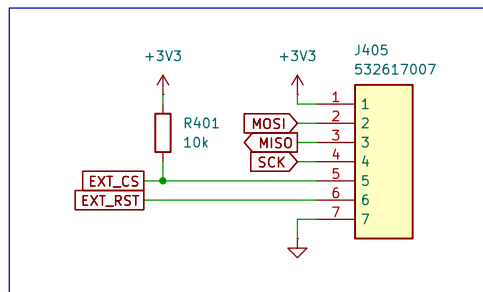 J405
532617007
+3V3
+3V3
R401
10k
1 1
MOSI 2 2
MISO 3 3
SCK 4 4
EXT_CS 5 5
EXT_RST 6 6
7 7